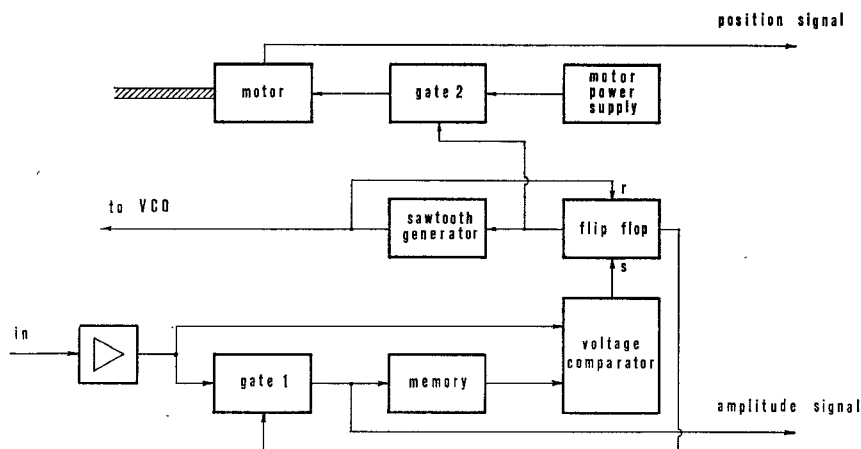 position signal
motor
gate 2
motor
power
supply
r
to VCO
sawtooth
generator
flip flop
s
in
voltage
comparator
gate 1
memory
amplitude signal